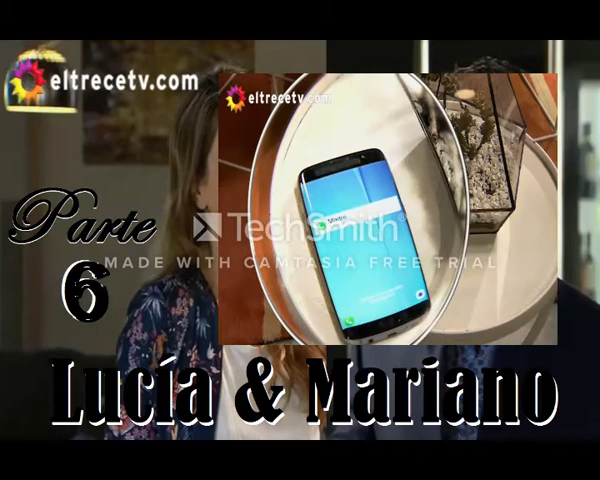 eltrecetv.com
eltrecetv.com
Parte
6
TechSmith®
MADE WITH CAMTASIA FREE TRIAL
Lucía & Mariano